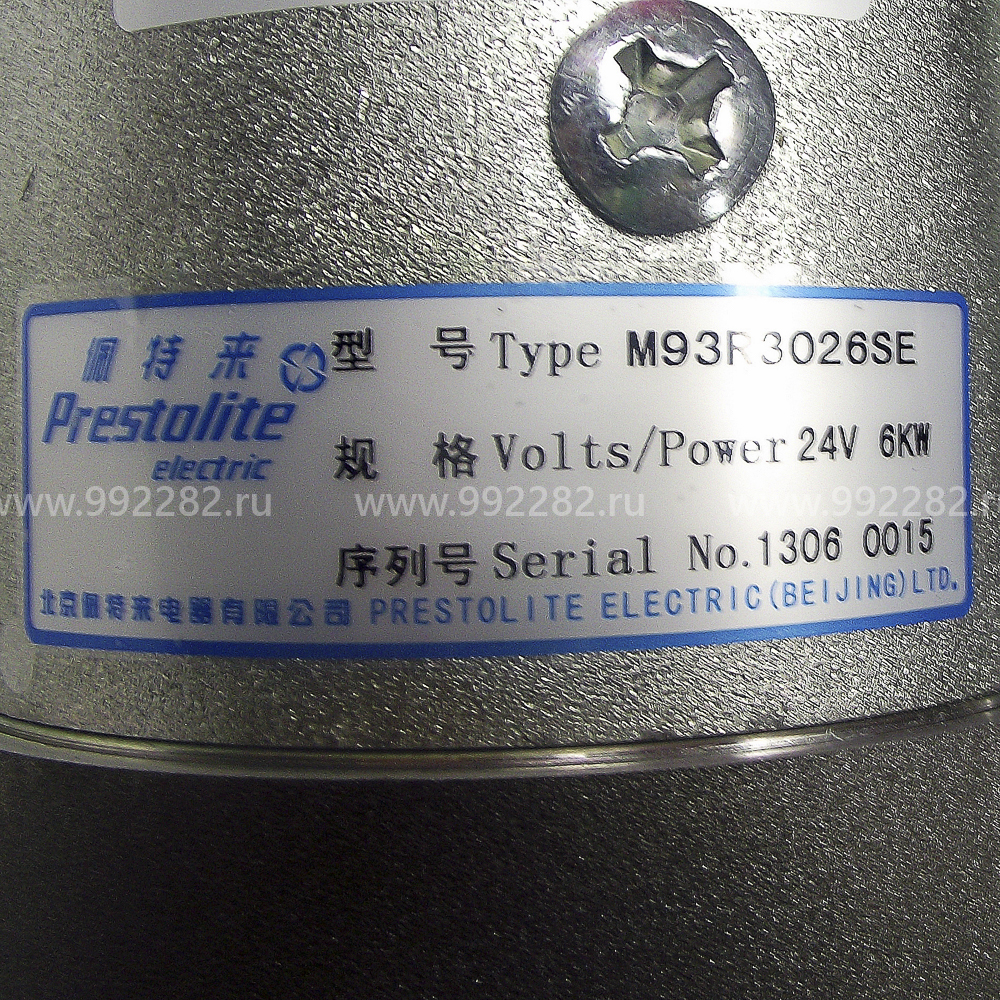 佩特来 型 号 Type M93R3026SE
Prestolite
electric
规 格 Volts/Power 24V 6KW
www.992282.ru www.992282.ru www.992282.ru
序列号 Serial No.1306 0015
北京佩特来电器有限公司 PRESTOLITE ELECTRIC(BEIJING)LTD.